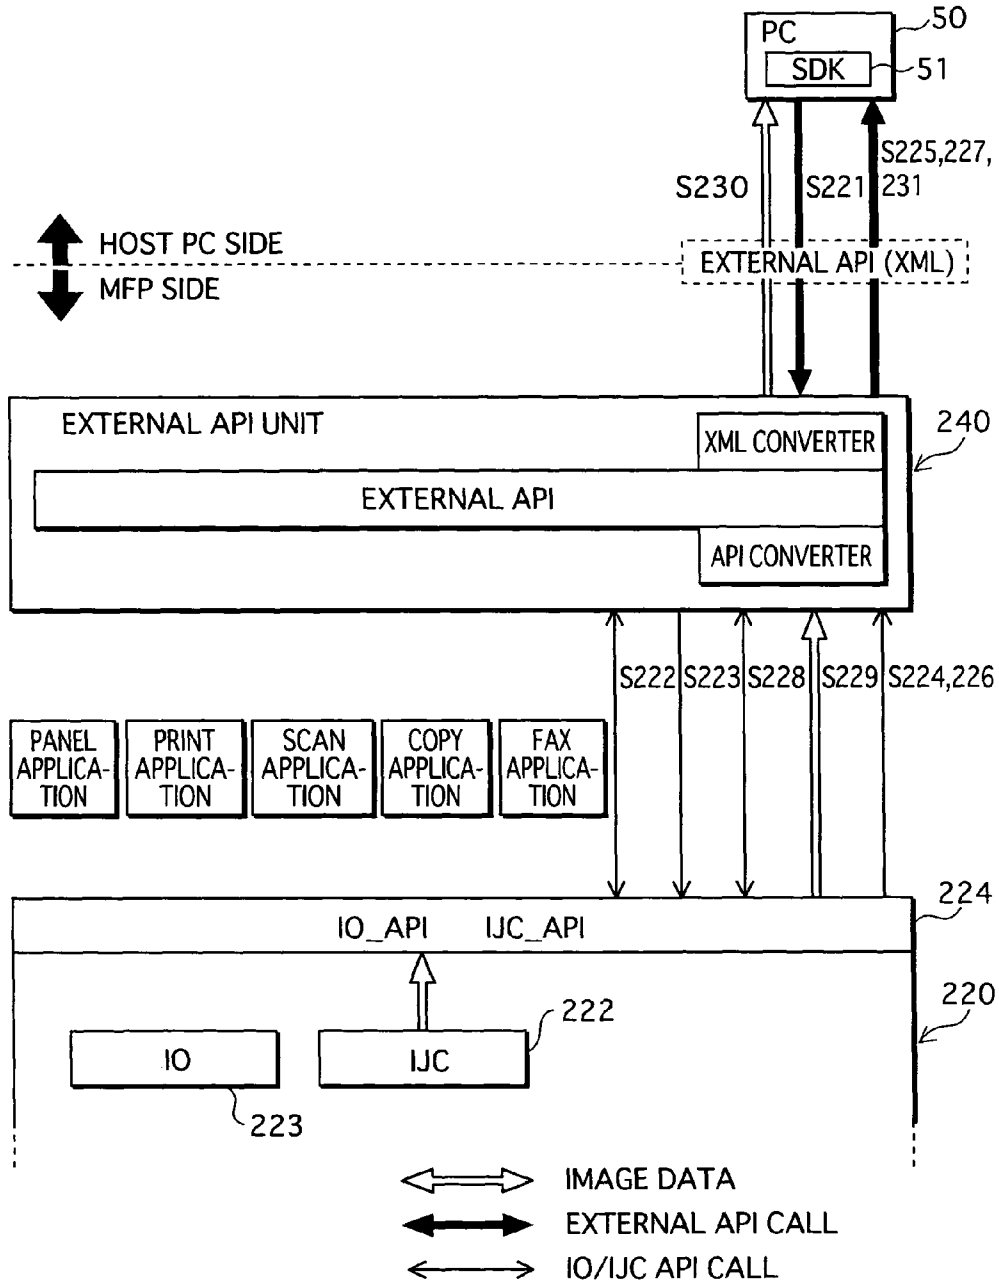 PC
50
SDK
51
S230
S221
S225,227,
231
HOST PC SIDE
MFP SIDE
EXTERNAL API (XML)
EXTERNAL API UNIT
XML CONVERTER
240
EXTERNAL API
API CONVERTER
S222
S223
S228
S229
S224,226
PANEL
APPLICA-
TION
PRINT
APPLICA-
TION
SCAN
APPLICA-
TION
COPY
APPLICA-
TION
FAX
APPLICA-
TION
224
IO_API
IJC_API
220
222
IO
IJC
223
IMAGE DATA
EXTERNAL API CALL
IO/IJC API CALL